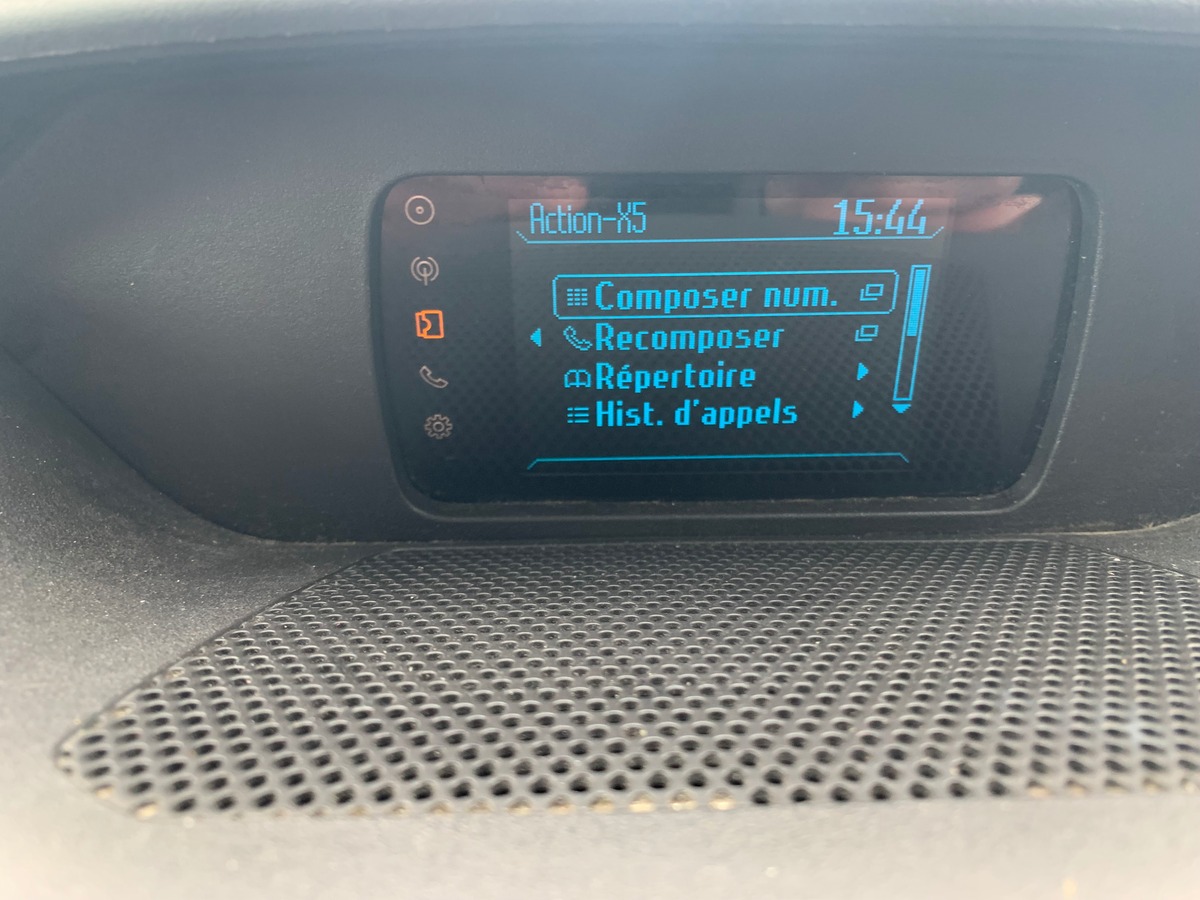 Action-X5 15:44
Composer num.
Recomposer
Répertoire
Hist. d'appels